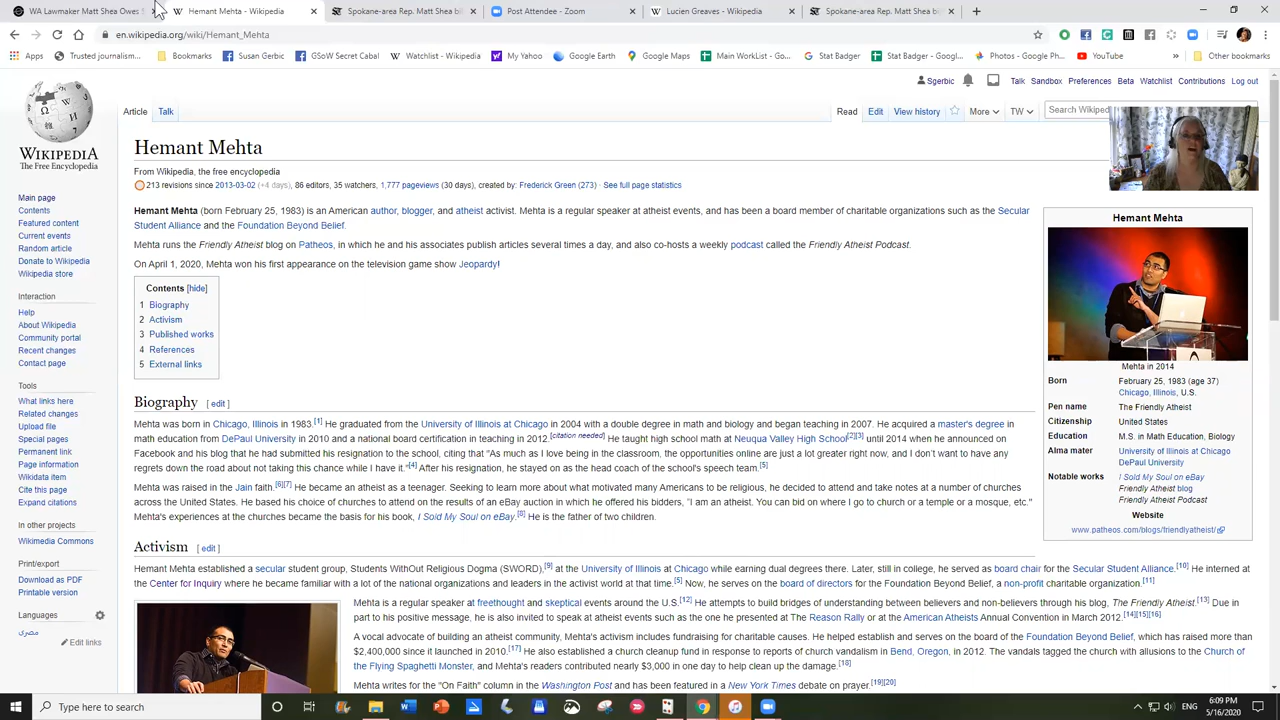 WA Lawmaker Matt Shea Owes $
Hemant Mehta - Wikipedia
Spokane-area Rep. Matt Shea bil
Post Attendee - Zoom
Lucien Greaves - Wikipedia
Spokane-area Rep. Matt Shea bil
en.wikipedia.org/wiki/Hemant_Mehta
Apps
Bookmarks
Susan Gerbic
GSoW Secret Cabal
Watchlist - Wikipedia
My Yahoo
Google Earth
Google Maps
Main WorkList - Go...
Stat Badger
Stat Badger - Googl...
Photos - Google Ph...
YouTube
Other bookmarks
WIKIPEDIA
The Free Encyclopedia
Sgerbic
Talk
Sandbox
Preferences
Beta
Watchlist
Contributions
Log out
Article
Talk
Read
Edit
View history
More
TW
Search Wikiped
Main page
Contents
Featured content
Current events
Random article
Donate to Wikipedia
Wikipedia store
Interaction
Help
About Wikipedia
Community portal
Recent changes
Contact page
Tools
What links here
Related changes
Upload file
Special pages
Permanent link
Page information
Wikidata item
Cite this page
Expand citations
In other projects
Wikimedia Commons
Print/export
Download as PDF
Printable version
Languages
مصرى
Edit links
Hemant Mehta
From Wikipedia, the free encyclopedia
213 revisions since 2013-03-02 (+4 days), 86 editors, 35 watchers, 1,777 pageviews (30 days), created by: Frederick Green (273) · See full page statistics
Hemant Mehta (born February 25, 1983) is an American author, blogger, and atheist activist. Mehta is a regular speaker at atheist events, and has been a board member of charitable organizations such as the Secular
Student Alliance and the Foundation Beyond Belief.
Mehta runs the Friendly Atheist blog on Patheos, in which he and his associates publish articles several times a day, and also co-hosts a weekly podcast called the Friendly Atheist Podcast.
On April 1, 2020, Mehta won his first appearance on the television game show Jeopardy!
Contents [hide]
1 Biography
2 Activism
3 Published works
4 References
5 External links
Biography [ edit ]
Mehta was born in Chicago, Illinois in 1983.[1] He graduated from the University of Illinois at Chicago in 2004 with a double degree in math and biology and began teaching in 2007. He acquired a master's degree in
math education from DePaul University in 2010 and a national board certification in teaching in 2012.[citation needed] He taught high school math at Neuqua Valley High School[2][3] until 2014 when he announced on
Facebook and his blog that he had submitted his resignation to the school, citing that "As much as I love being in the classroom, the opportunities online are just a lot greater right now, and I don't want to have any
regrets down the road about not taking this chance while I have it."[4] After his resignation, he stayed on as the head coach of the school's speech team.[5]
Mehta was raised in the Jain faith.[6][7] He became an atheist as a teenager. Seeking to learn more about what motivated many Americans to be religious, he decided to attend and take notes at a number of churches
across the United States. He based his choice of churches to attend on the results of an eBay auction in which he offered his bidders, "I am an atheist. You can bid on where I go to church or a temple or a mosque, etc."
Mehta's experiences at the churches became the basis for his book, I Sold My Soul on eBay.[8] He is the father of two children.
Activism [ edit ]
Hemant Mehta established a secular student group, Students WithOut Religious Dogma (SWORD),[9] at the University of Illinois at Chicago while earning dual degrees there. Later, still in college, he served as board chair for the Secular Student Alliance.[10] He interned at
the Center for Inquiry where he became familiar with a lot of the national organizations and leaders in the activist world at that time.[5] Now, he serves on the board of directors for the Foundation Beyond Belief, a non-profit charitable organization.[11]
Mehta is a regular speaker at freethought and skeptical events around the U.S.[12] He attempts to build bridges of understanding between believers and non-believers through his blog, The Friendly Atheist.[13] Due in
part to his positive message, he is also invited to speak at atheist events such as the one he presented at The Reason Rally or at the American Atheists Annual Convention in March 2012.[14][15][16]
A vocal advocate of building an atheist community, Mehta's activism includes fundraising for charitable causes. He helped establish and serves on the board of the Foundation Beyond Belief, which has raised more than
$2,400,000 since it launched in 2010.[17] He also established a church cleanup fund in response to reports of church vandalism in Bend, Oregon, in 2012. The vandals tagged the church with allusions to the Church of
the Flying Spaghetti Monster, and Mehta's readers contributed nearly $3,000 in one day to help clean up the damage.[18]
Mehta writes for the "On Faith" column in the Washington Post and has been featured in a New York Times debate on prayer.[19][20]
Hemant Mehta
Mehta in 2014
Born February 25, 1983 (age 37)
Chicago, Illinois, U.S.
Pen name The Friendly Atheist
Citizenship United States
Education M.S. in Math Education, Biology
Alma mater University of Illinois at Chicago
DePaul University
Notable works I Sold My Soul on eBay
Friendly Atheist blog
Friendly Atheist Podcast
Website
www.patheos.com/blogs/friendlyatheist/
Type here to search
6:09 PM
5/16/2020